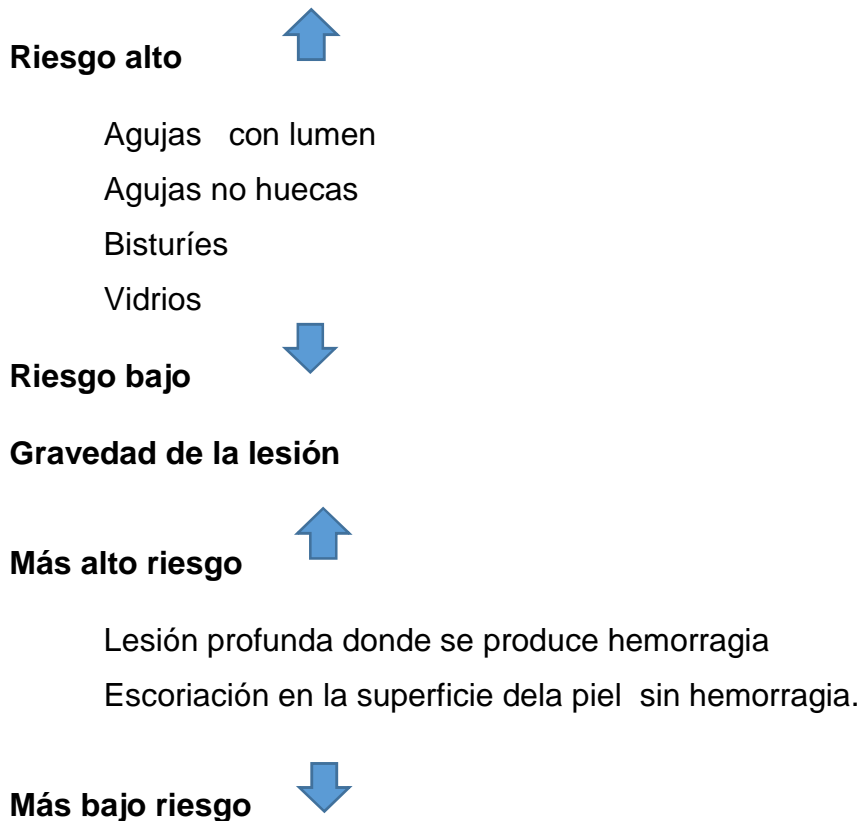 Riesgo alto
Agujas   con lumen
Agujas no huecas
Bisturíes
Vidrios
Riesgo bajo
Gravedad de la lesión
Más alto riesgo
Lesión profunda donde se produce hemorragia
Escoriación en la superficie dela piel  sin hemorragia.
Más bajo riesgo